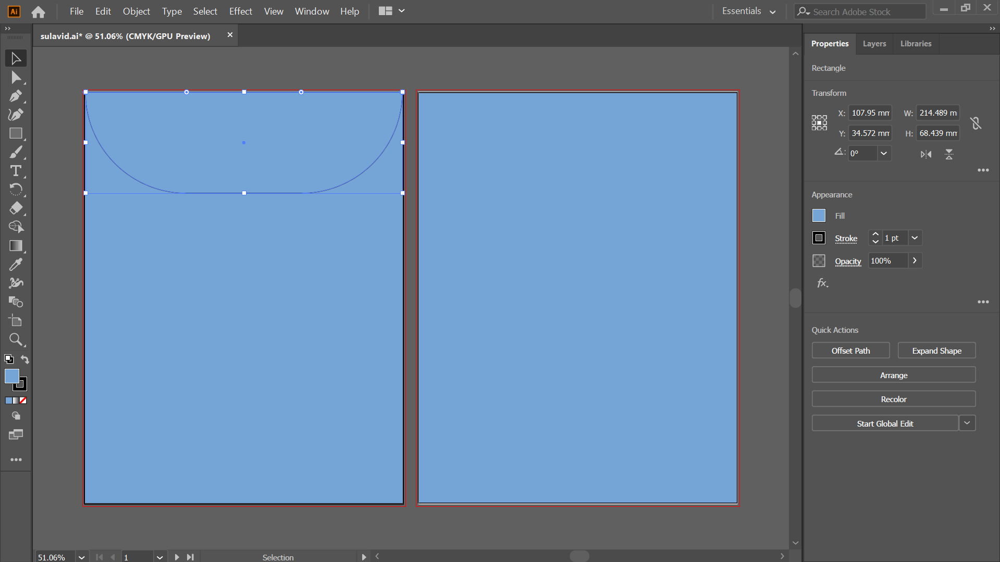 Ai File Edit Object Type Select Effect View Window Help Essentials Search Adobe Stock
sulavid.ai* @ 51.06% (CMYK/GPU Preview)
Properties Layers Libraries
Rectangle
Transform
X: 107.95 mm W: 214.489 m
Y: 34.572 mm H: 68.439 mm
0°
Appearance
Fill
Stroke 1 pt
Opacity 100%
fx
Quick Actions
Offset Path Expand Shape
Arrange
Recolor
Start Global Edit
51.06% 1 Selection